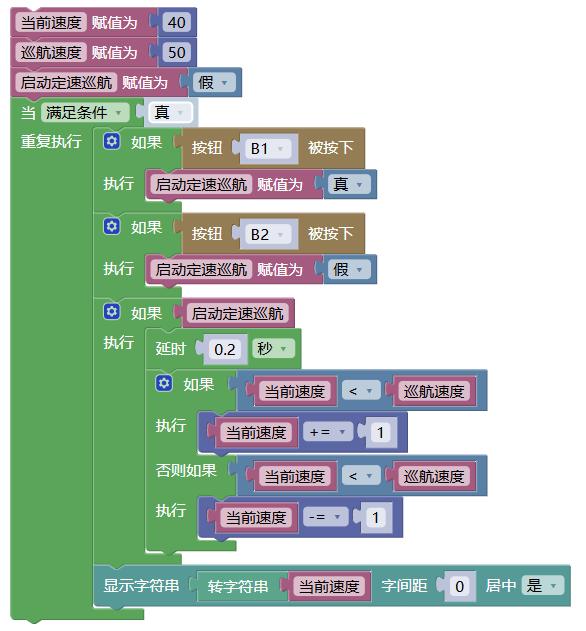 当前速度 赋值为 40
巡航速度 赋值为 50
启动定速巡航 赋值为 假
当 满足条件 真
重复执行 如果 按钮 B1 被按下
执行 启动定速巡航 赋值为 真
如果 按钮 B2 被按下
执行 启动定速巡航 赋值为 假
如果 启动定速巡航
执行 延时 0.2 秒
如果 当前速度 < 巡航速度
执行 当前速度 += 1
否则如果 当前速度 < 巡航速度
执行 当前速度 -= 1
显示字符串 转字符串 当前速度 字间距 0 居中 是